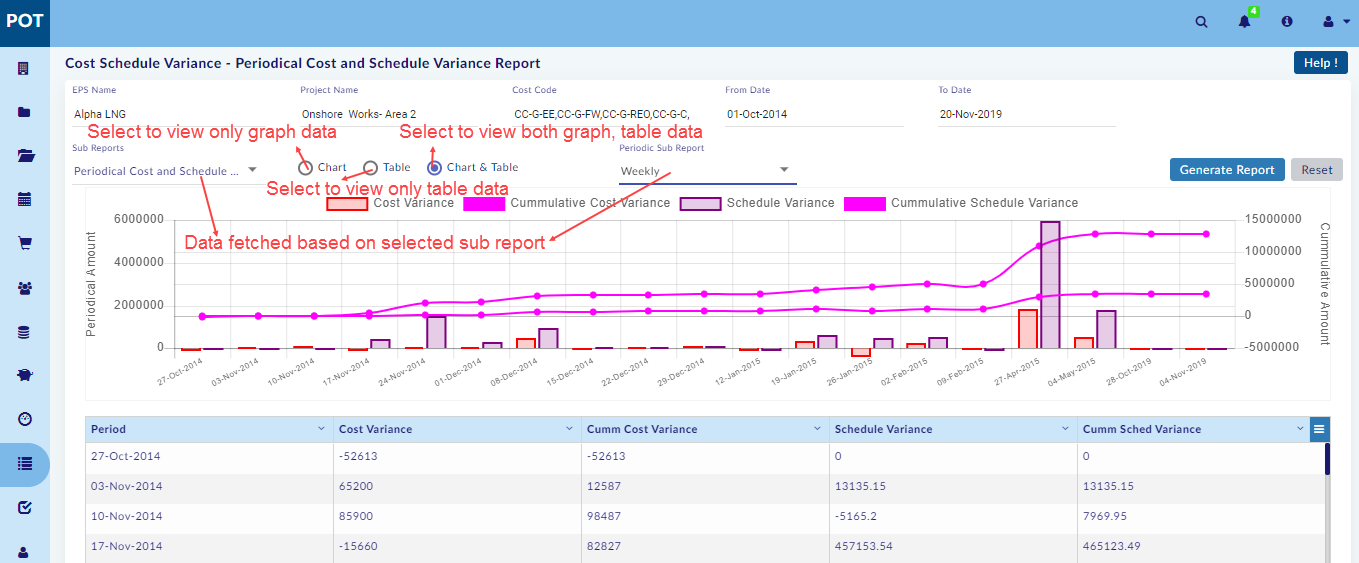 POT
4
Cost Schedule Variance - Periodical Cost and Schedule Variance Report
Help !
EPS Name
Project Name
Cost Code
From Date
To Date
Alpha LNG
Onshore Works- Area 2
CC-G-EE,CC-G-FW,CC-G-REO,CC-G-C,
01-Oct-2014
20-Nov-2019
Select to view only graph data
Select to view both graph, table data
Sub Reports
Periodic Sub Report
Periodical Cost and Schedule ...
Chart
Table
Chart & Table
Weekly
Generate Report
Reset
Select to view only table data
Cost Variance
Cummulative Cost Variance
Schedule Variance
Cummulative Schedule Variance
Data fetched based on selected sub report
Periodical Amount
6000000
4000000
2000000
0
15000000
10000000
5000000
0
-5000000
Cummulative Amount
27-Oct-2014
03-Nov-2014
10-Nov-2014
17-Nov-2014
24-Nov-2014
01-Dec-2014
08-Dec-2014
15-Dec-2014
22-Dec-2014
29-Dec-2014
12-Jan-2015
19-Jan-2015
26-Jan-2015
02-Feb-2015
09-Feb-2015
27-Apr-2015
04-May-2015
28-Oct-2019
04-Nov-2019
Period Cost Variance Cumm Cost Variance Schedule Variance Cumm Sched Variance
27-Oct-2014 -52613 -52613 0 0
03-Nov-2014 65200 12587 13135.15 13135.15
10-Nov-2014 85900 98487 -5165.2 7969.95
17-Nov-2014 -15660 82827 457153.54 465123.49